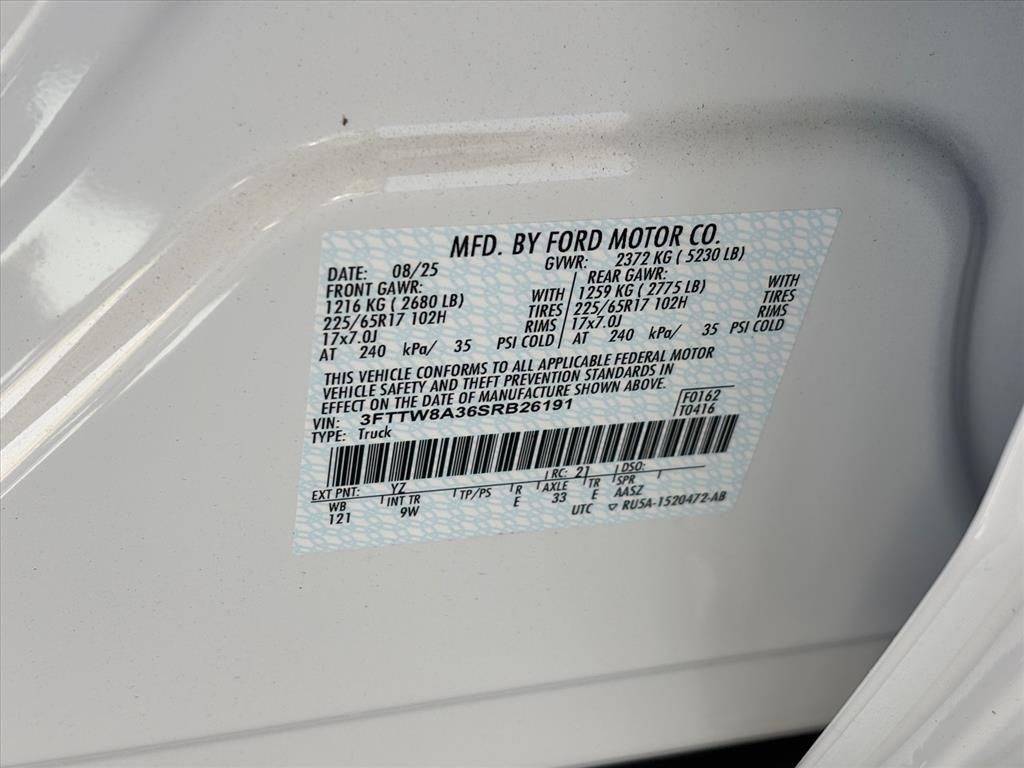 MFD. BY FORD MOTOR CO.
DATE: 08/25 GVWR: 2372 KG ( 5230 LB)
FRONT GAWR: REAR GAWR:
1216 KG ( 2680 LB) WITH 1259 KG ( 2775 LB) WITH
225/65R17 102H TIRES 225/65R17 102H TIRES
17x7.0J RIMS 17x7.0J RIMS
AT 240 kPa/ 35 PSI COLD AT 240 kPa/ 35 PSI COLD
THIS VEHICLE CONFORMS TO ALL APPLICABLE FEDERAL MOTOR
VEHICLE SAFETY AND THEFT PREVENTION STANDARDS IN
EFFECT ON THE DATE OF MANUFACTURE SHOWN ABOVE.
VIN: 3FTTW8A36SRB26191 F0162
TYPE: Truck T0416
EXT PNT: YZ RC: 21 DSO:
WB INT TR TP/PS R AXLE TR SPR
121 9W E 33 E AASZ
UTC ▽ RUSA-1520472-AB